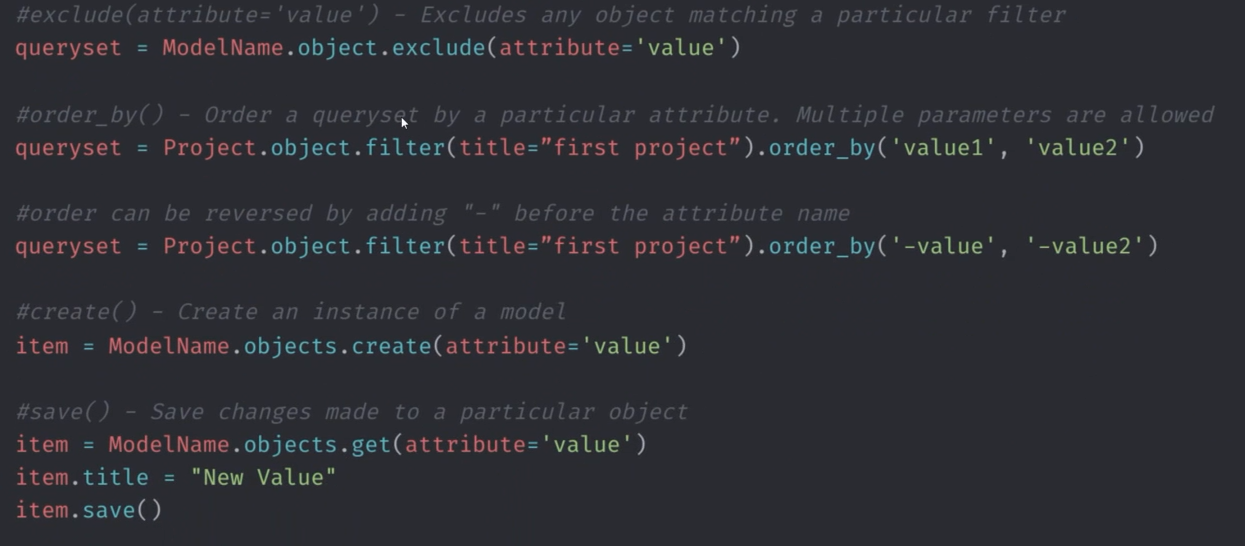 #exclude(attribute='value') - Excludes any object matching a particular filter
queryset = ModelName.object.exclude(attribute='value')
#order_by() - Order a queryset by a particular attribute. Multiple parameters are allowed
queryset = Project.object.filter(title=”first project”).order_by('value1', 'value2')
#order can be reversed by adding "-" before the attribute name
queryset = Project.object.filter(title=”first project”).order_by('-value', '-value2')
#create() - Create an instance of a model
item = ModelName.objects.create(attribute='value')
#save() - Save changes made to a particular object
item = ModelName.objects.get(attribute='value')
item.title = "New Value"
item.save()